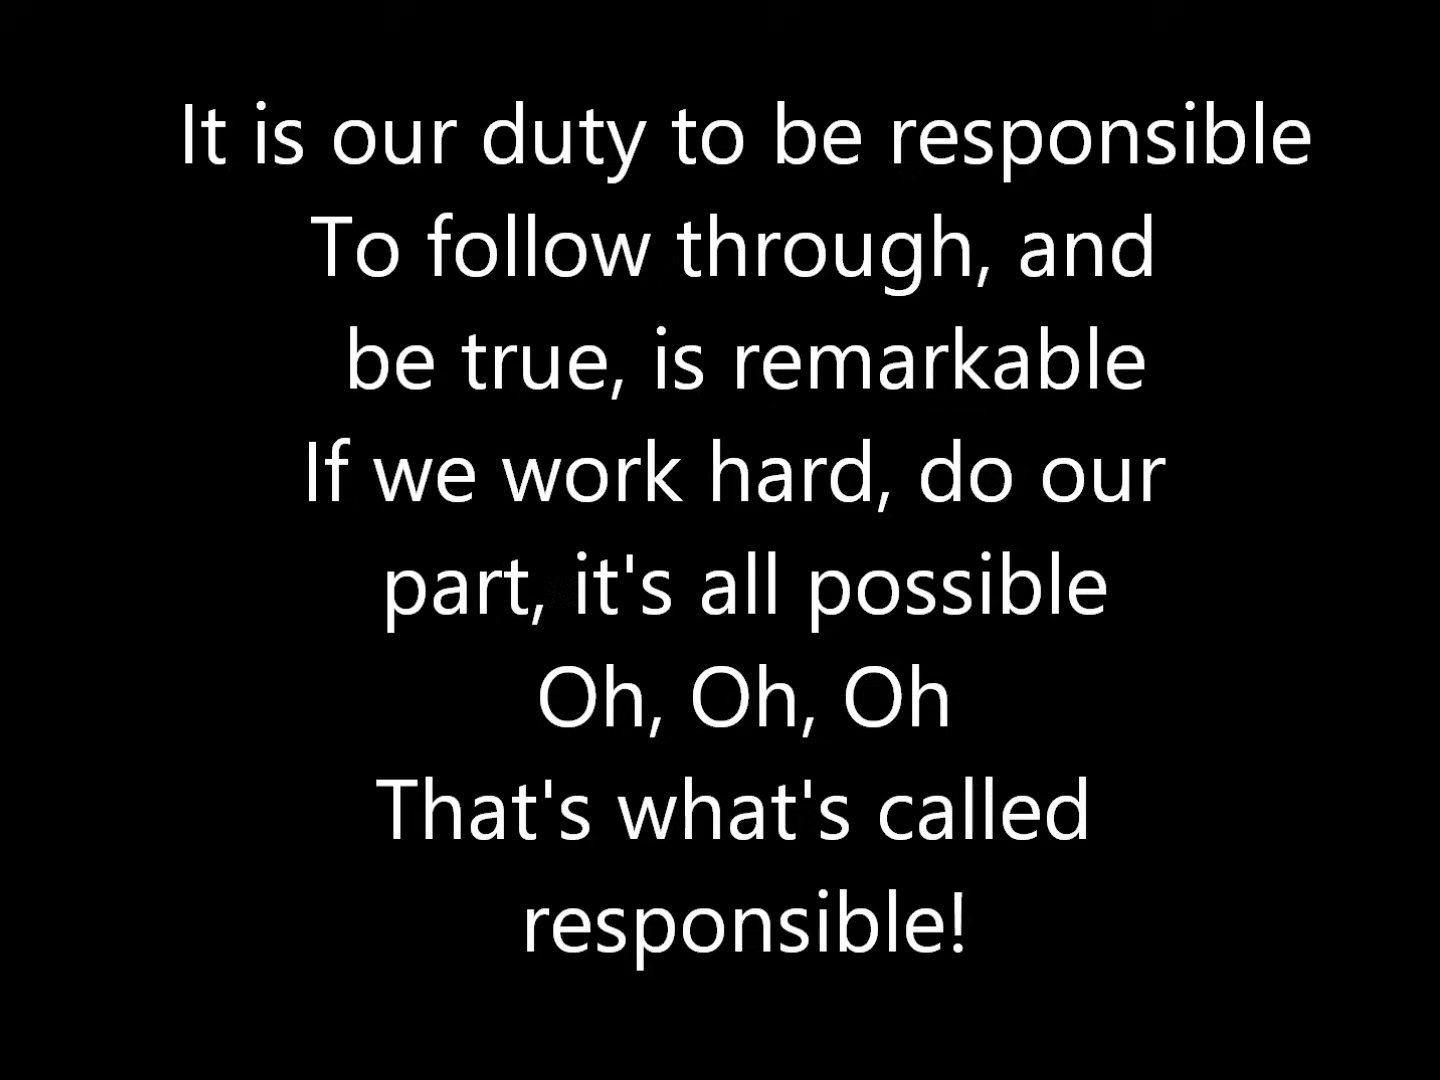 It is our duty to be responsible
To follow through, and
be true, is remarkable
If we work hard, do our
part, it's all possible
Oh, Oh, Oh
That's what's called
responsible!